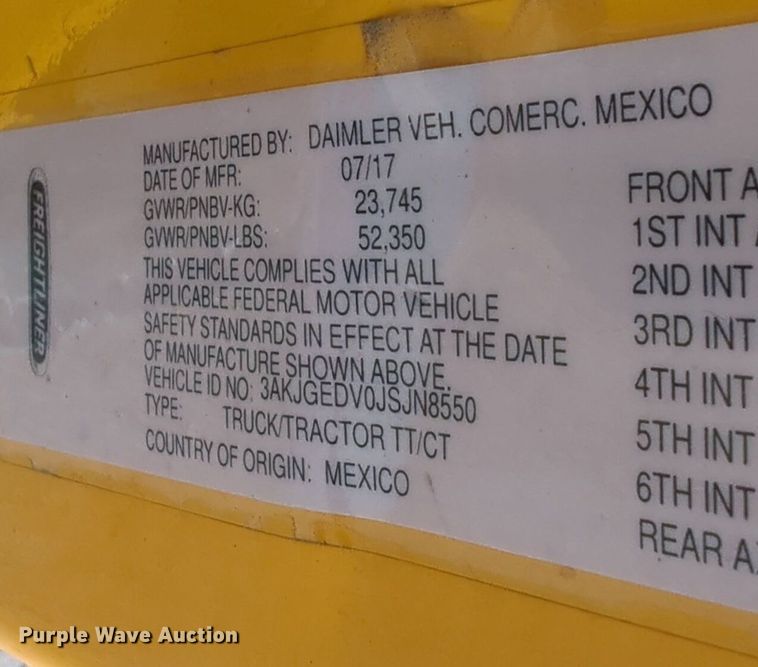 FREIGHTLINER
MANUFACTURED BY: DAIMLER VEH. COMERC. MEXICO
DATE OF MFR: 07/17
GVWR/PNBV-KG: 23,745
GVWR/PNBV-LBS: 52,350
THIS VEHICLE COMPLIES WITH ALL
APPLICABLE FEDERAL MOTOR VEHICLE
SAFETY STANDARDS IN EFFECT AT THE DATE
OF MANUFACTURE SHOWN ABOVE.
VEHICLE ID NO: 3AKJGEDV0JSJN8550
TYPE: TRUCK/TRACTOR TT/CT
COUNTRY OF ORIGIN: MEXICO
FRONT A
1ST INT A
2ND INT
3RD INT
4TH INT
5TH INT
6TH INT
REAR AX
Purple Wave Auction